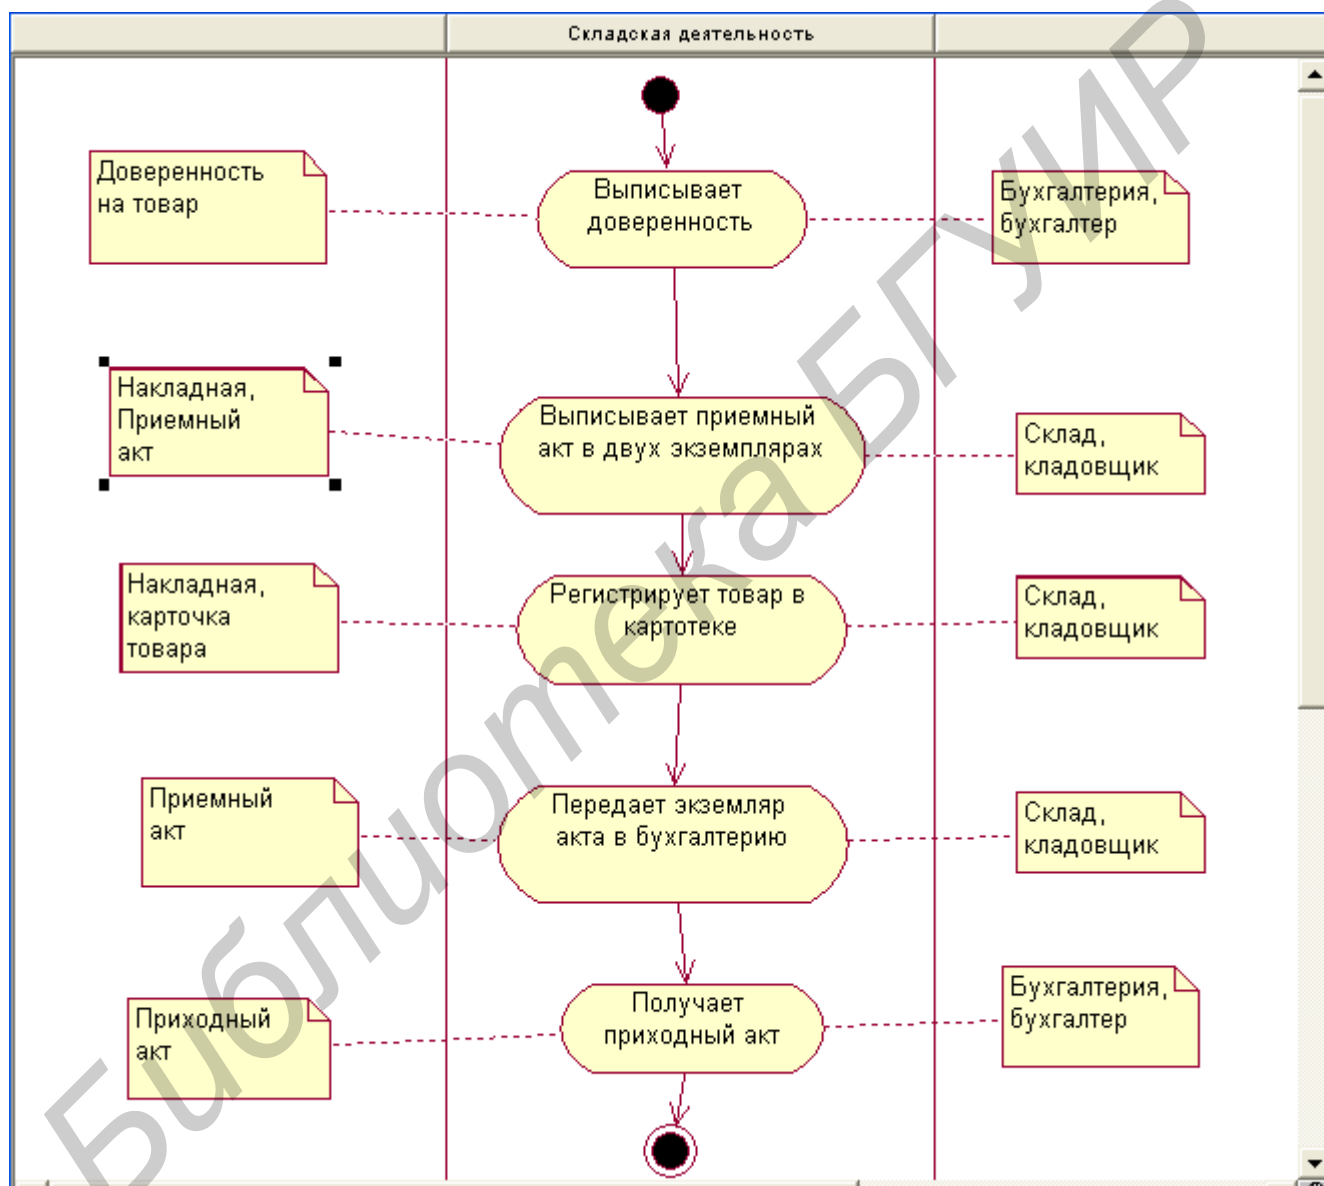 Складская деятельность
Доверенность
на товар
Выписывает
доверенность
Бухгалтерия,
бухгалтер
Накладная,
Приемный
акт
Выписывает приемный
акт в двух экземплярах
Склад,
кладовщик
Накладная,
карточка
товара
Регистрирует товар в
картотеке
Склад,
кладовщик
Приемный
акт
Передает экземляр
акта в бухгалтерию
Склад,
кладовщик
Приходный
акт
Получает
приходный акт
Бухгалтерия,
бухгалтер
Библиотека БГУИР